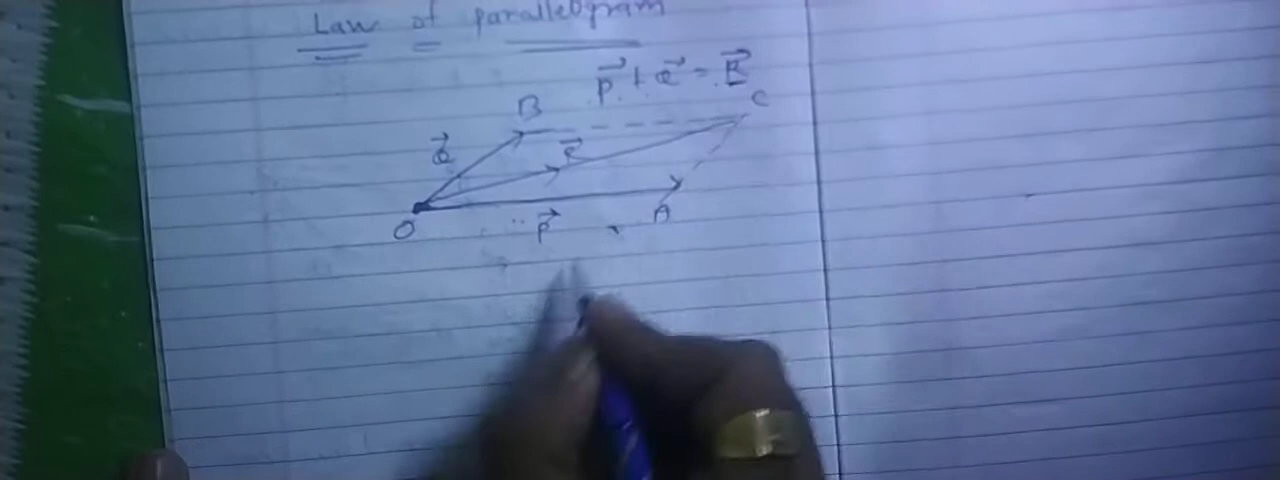 Law of parallelogram
P⃗ + Q⃗ = R⃗
B
C
Q⃗
R⃗
A
O
P⃗